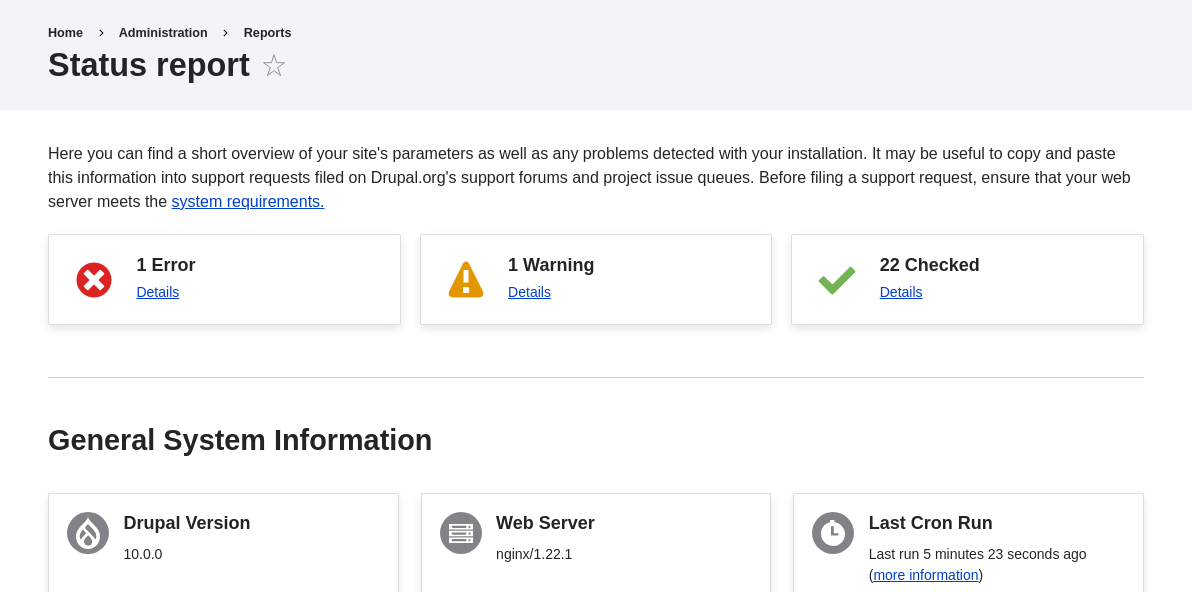 Home > Administration > Reports
Status report ☆
Here you can find a short overview of your site's parameters as well as any problems detected with your installation. It may be useful to copy and paste
this information into support requests filed on Drupal.org's support forums and project issue queues. Before filing a support request, ensure that your web
server meets the system requirements.
1 Error
Details
1 Warning
Details
22 Checked
Details
General System Information
Drupal Version
10.0.0
Web Server
nginx/1.22.1
Last Cron Run
Last run 5 minutes 23 seconds ago
(more information)